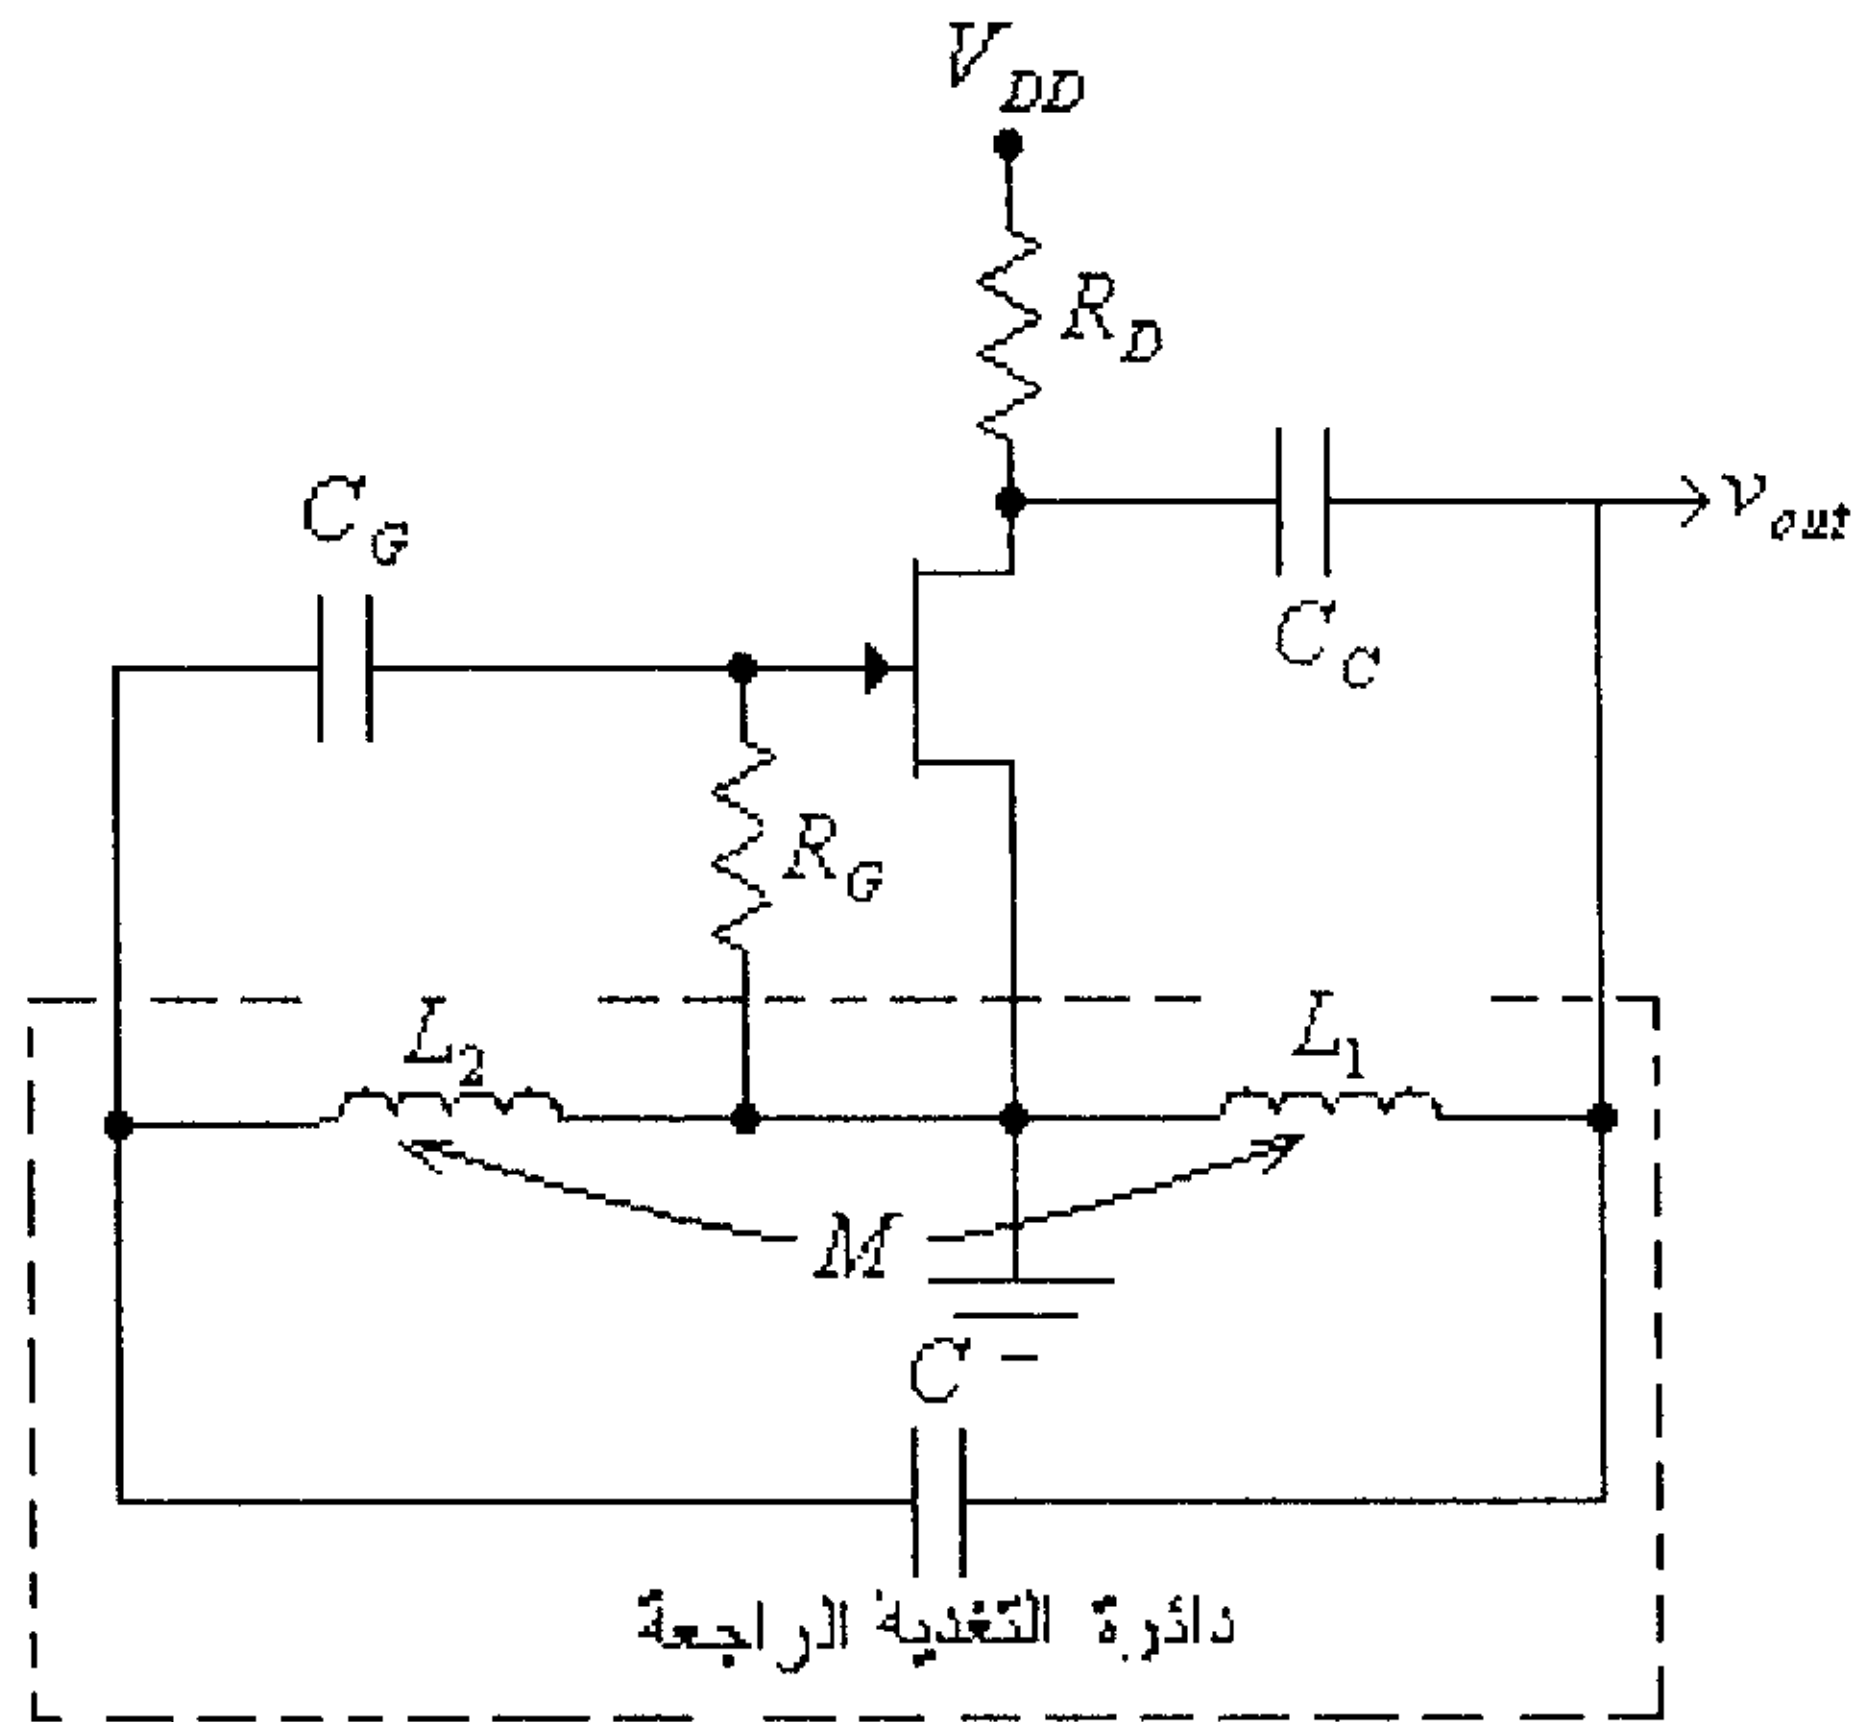 V_DD
R_D
C_G
v_out
C_C
R_G
L_2
L_1
M
C
دائرة التغذية الراجعة